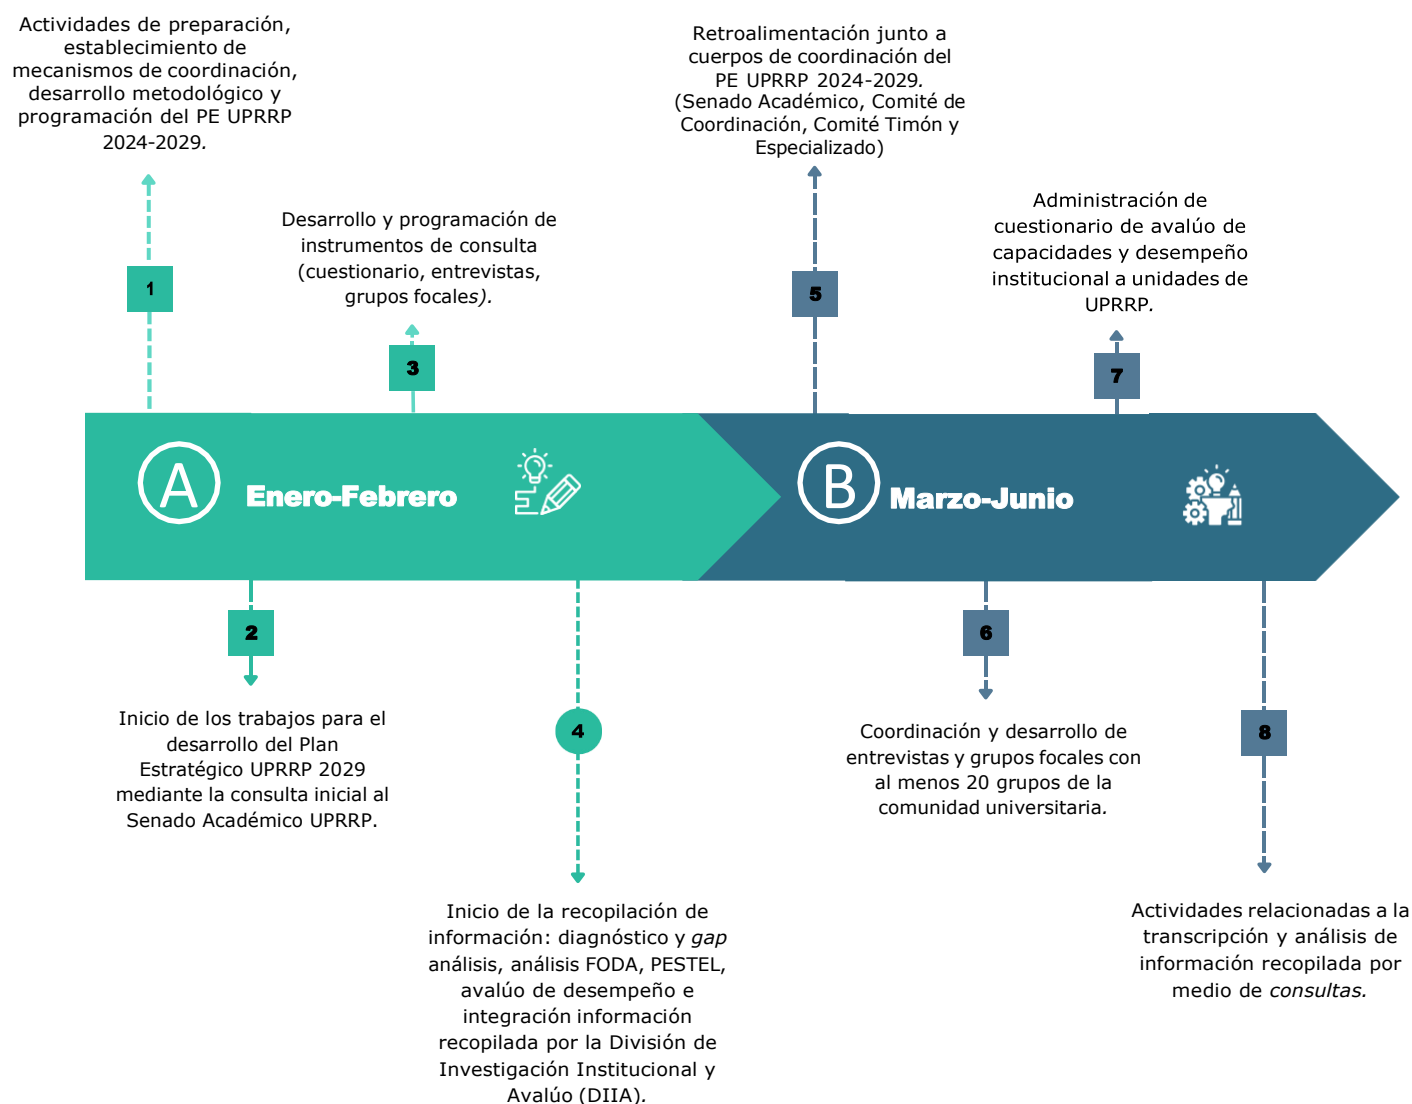 Actividades de preparación,
establecimiento de
mecanismos de coordinación,
desarrollo metodológico y
programación del PE UPRRP
2024-2029.
1
Desarrollo y programación de
instrumentos de consulta
(cuestionario, entrevistas,
grupos focales).
3
Retroalimentación junto a
cuerpos de coordinación del
PE UPRRP 2024-2029.
(Senado Académico, Comité de
Coordinación, Comité Timón y
Especializado)
5
Administración de
cuestionario de avalúo de
capacidades y desempeño
institucional a unidades de
UPRRP.
7
A
Enero-Febrero
B
Marzo-Junio
2
Inicio de los trabajos para el
desarrollo del Plan
Estratégico UPRRP 2029
mediante la consulta inicial al
Senado Académico UPRRP.
4
Inicio de la recopilación de
información: diagnóstico y gap
análisis, análisis FODA, PESTEL,
avalúo de desempeño e
integración información
recopilada por la División de
Investigación Institucional y
Avalúo (DIIA).
6
Coordinación y desarrollo de
entrevistas y grupos focales con
al menos 20 grupos de la
comunidad universitaria.
8
Actividades relacionadas a la
transcripción y análisis de
información recopilada por
medio de consultas.